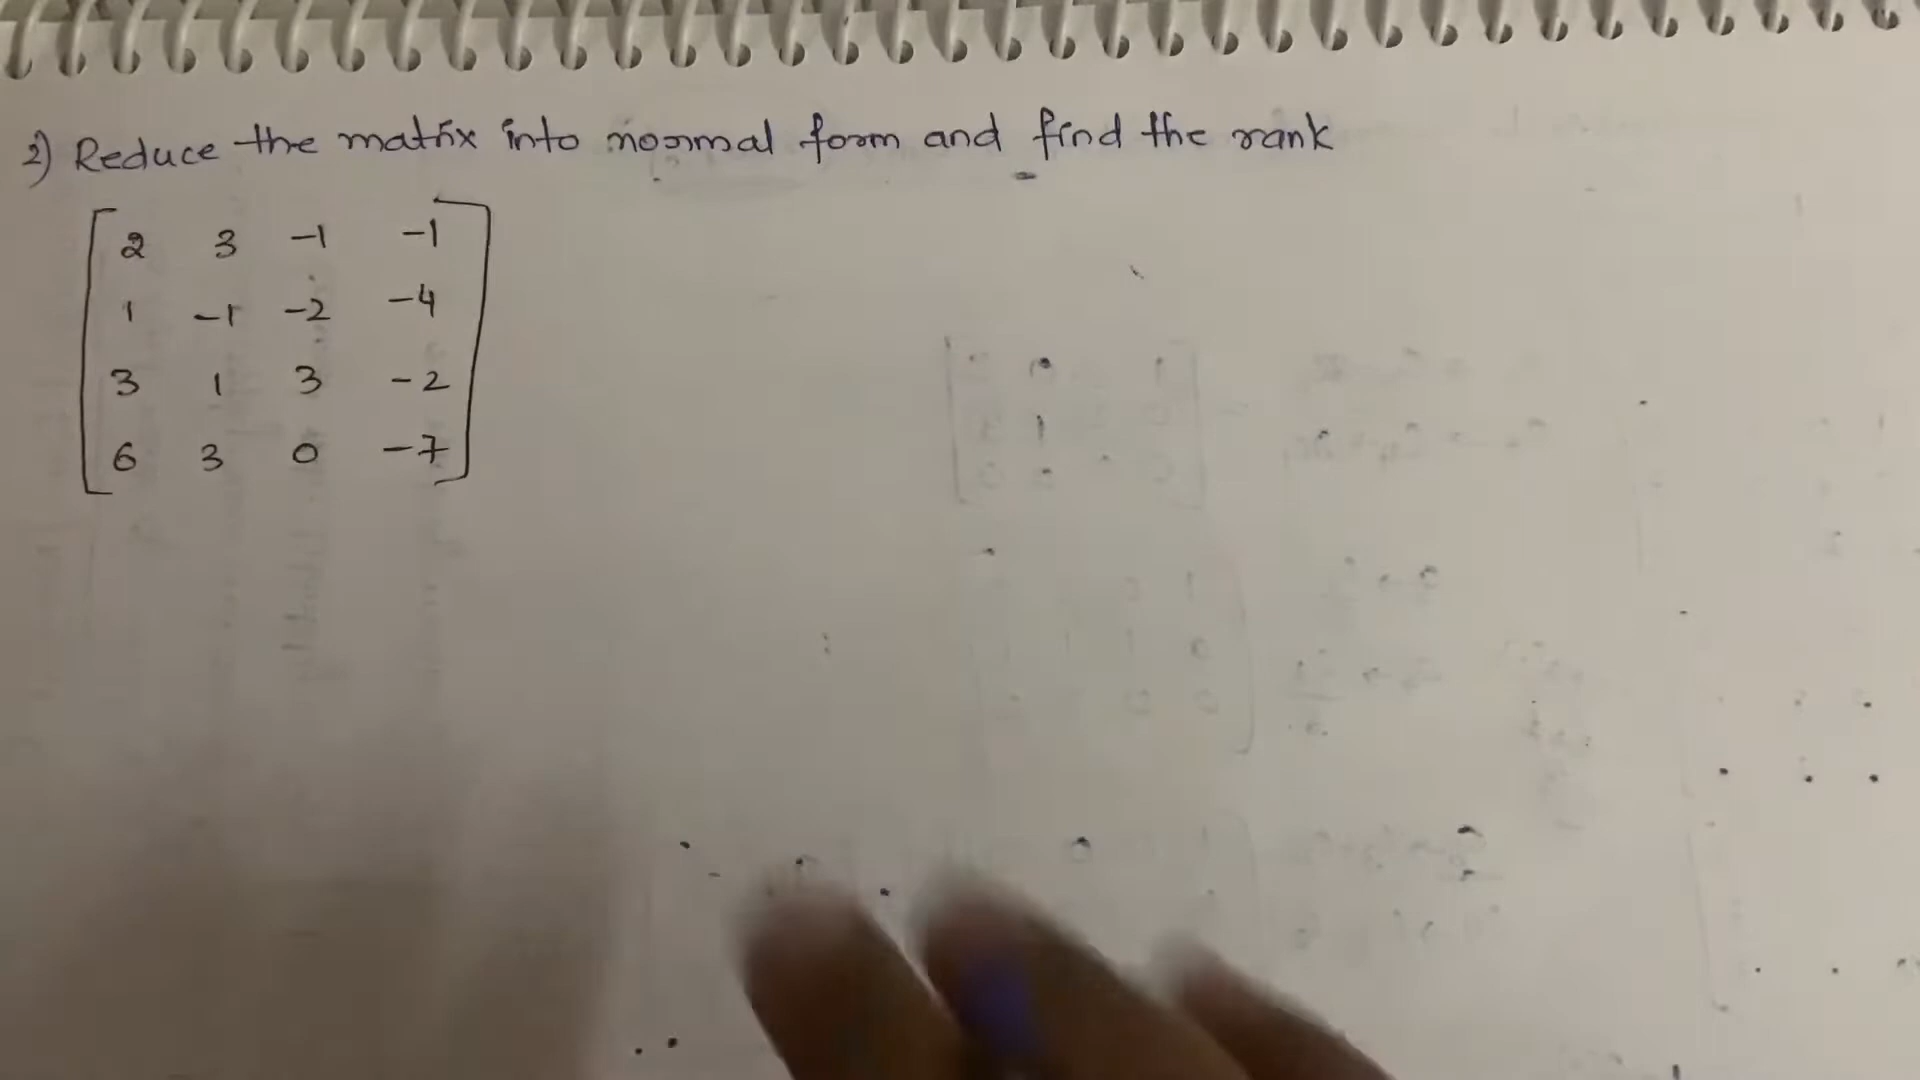 2) Reduce the matrix into normal form and find the rank
2 3 -1 -1
1 -1 -2 -4
3 1 3 -2
6 3 0 -7